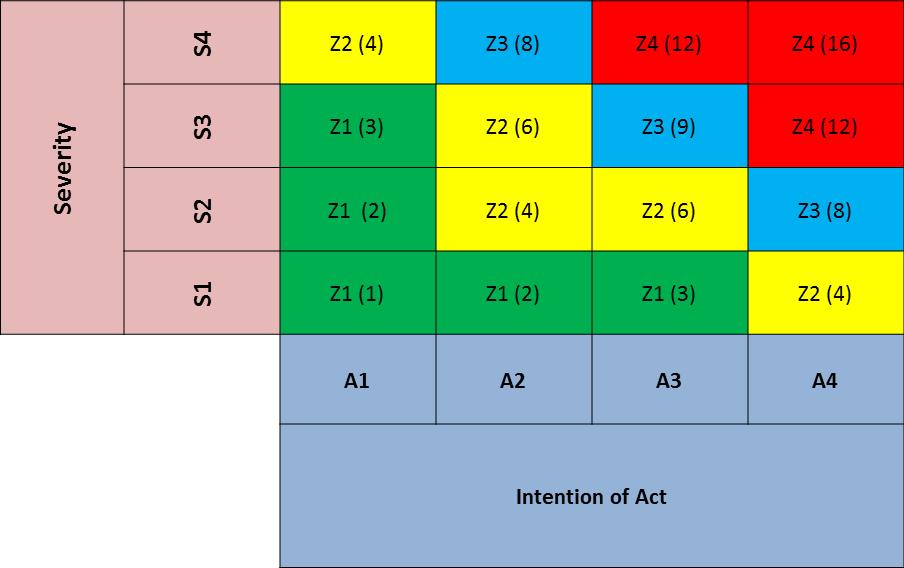 Severity
S4
Z2 (4)
Z3 (8)
Z4 (12)
Z4 (16)
S3
Z1 (3)
Z2 (6)
Z3 (9)
Z4 (12)
S2
Z1 (2)
Z2 (4)
Z2 (6)
Z3 (8)
S1
Z1 (1)
Z1 (2)
Z1 (3)
Z2 (4)
A1
A2
A3
A4
Intention of Act